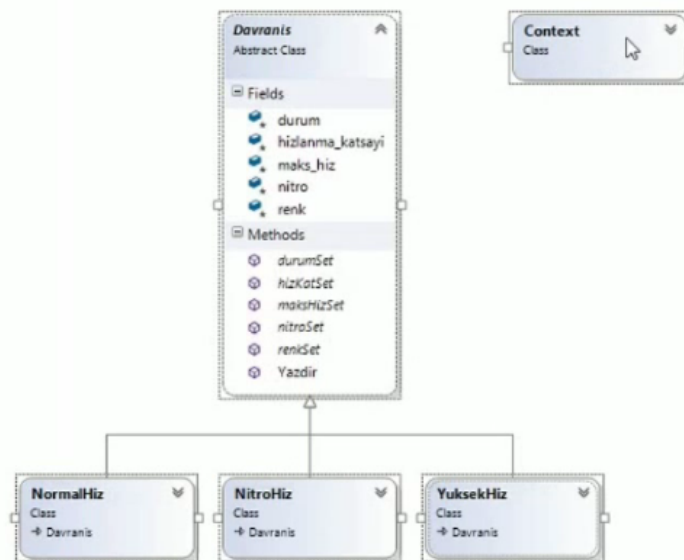 Davranis
Abstract Class
Fields
durum
hizlanma_katsayi
maks_hiz
nitro
renk
Methods
durumSet
hizKatSet
maksHizSet
nitroSet
renkSet
Yazdir
Context
Class
NormalHiz
Class
Davranis
NitroHiz
Class
Davranis
YuksekHiz
Class
Davranis